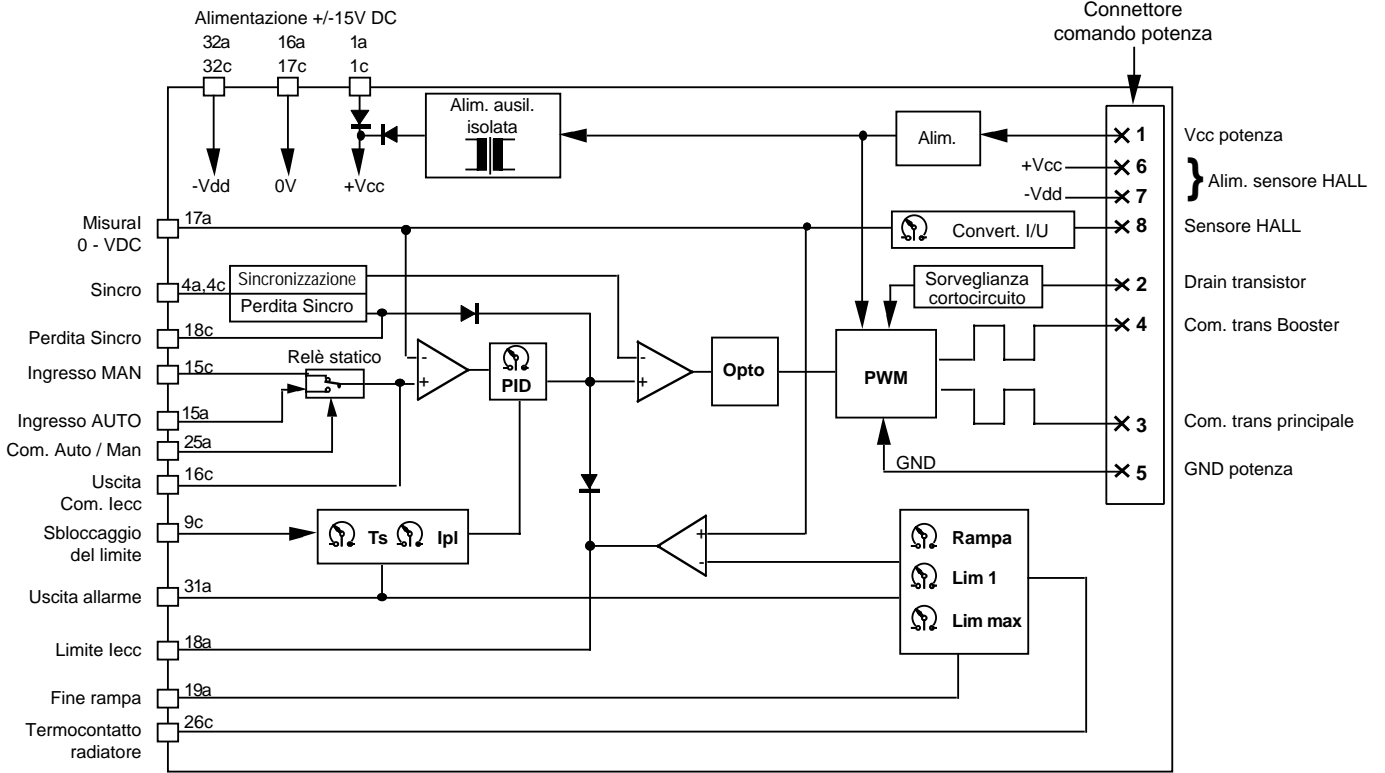 Alimentazione +/-15V DC
32a 16a 1a
32c 17c 1c
Connettore
comando potenza
Alim. ausil.
isolata
Alim.
1 Vcc potenza
+Vcc 6
-Vdd 7
} Alim. sensore HALL
-Vdd 0V +Vcc
MisuraI
0 - VDC
17a
Convert. I/U
8 Sensore HALL
Sincro
4a,4c
Sincronizzazione
Perdita Sincro
Sorveglianza
cortocircuito
2 Drain transistor
Perdita Sincro
18c
4 Com. trans Booster
Ingresso MAN
15c
Relè statico
-
+
PID
-
+
Opto
PWM
Ingresso AUTO
15a
3 Com. trans principale
Com. Auto / Man
25a
GND
5 GND potenza
Uscita
Com. Iecc
16c
Sbloccaggio
del limite
9c
Ts Ipl
+
-
Rampa
Lim 1
Lim max
Uscita allarme
31a
Limite Iecc
18a
Fine rampa
19a
Termocontatto
radiatore
26c